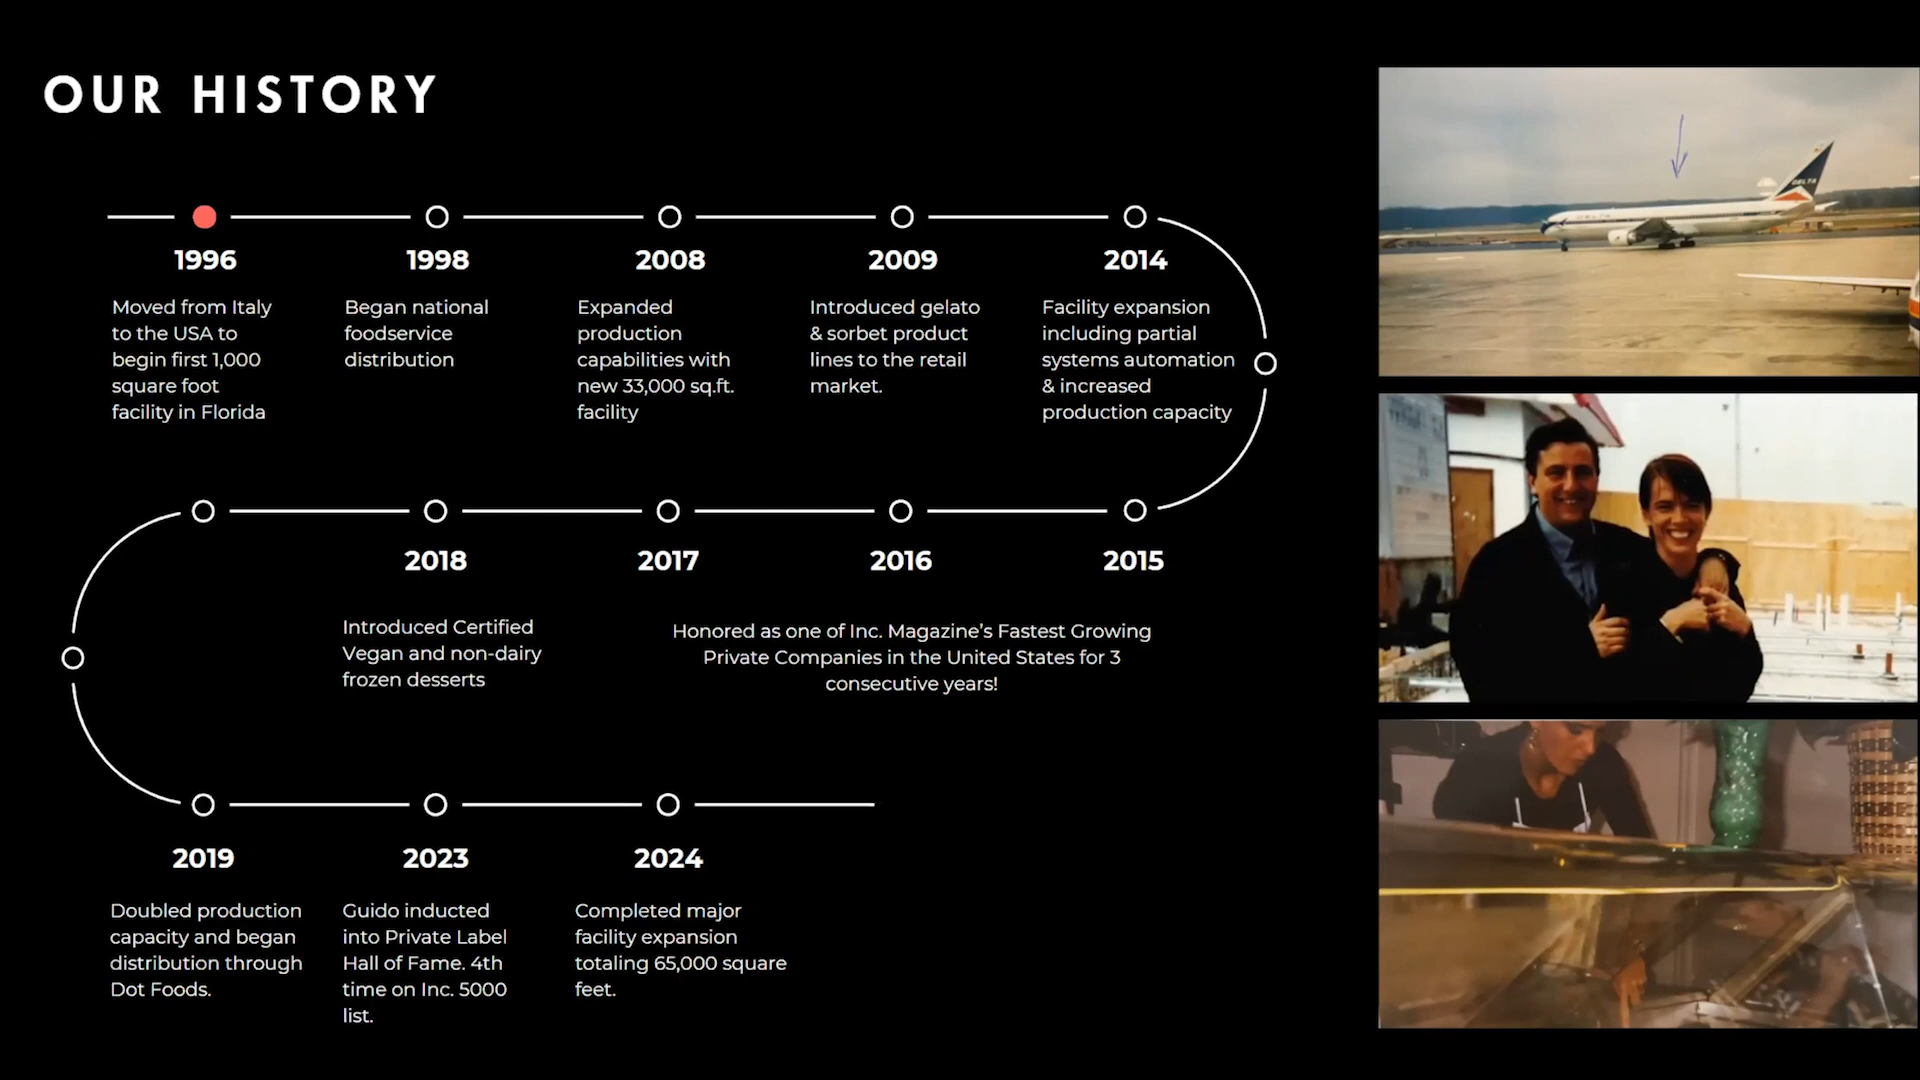 OUR HISTORY
1996
Moved from Italy
to the USA to
begin first 1,000
square foot
facility in Florida
1998
Began national
foodservice
distribution
2008
Expanded
production
capabilities with
new 33,000 sq.ft.
facility
2009
Introduced gelato
& sorbet product
lines to the retail
market.
2014
Facility expansion
including partial
systems automation
& increased
production capacity
2018
Introduced Certified
Vegan and non-dairy
frozen desserts
2017
2016
2015
Honored as one of Inc. Magazine’s Fastest Growing
Private Companies in the United States for 3
consecutive years!
2019
Doubled production
capacity and began
distribution through
Dot Foods.
2023
Guido inducted
into Private Label
Hall of Fame. 4th
time on Inc. 5000
list.
2024
Completed major
facility expansion
totaling 65,000 square
feet.
DELTA
DELTA